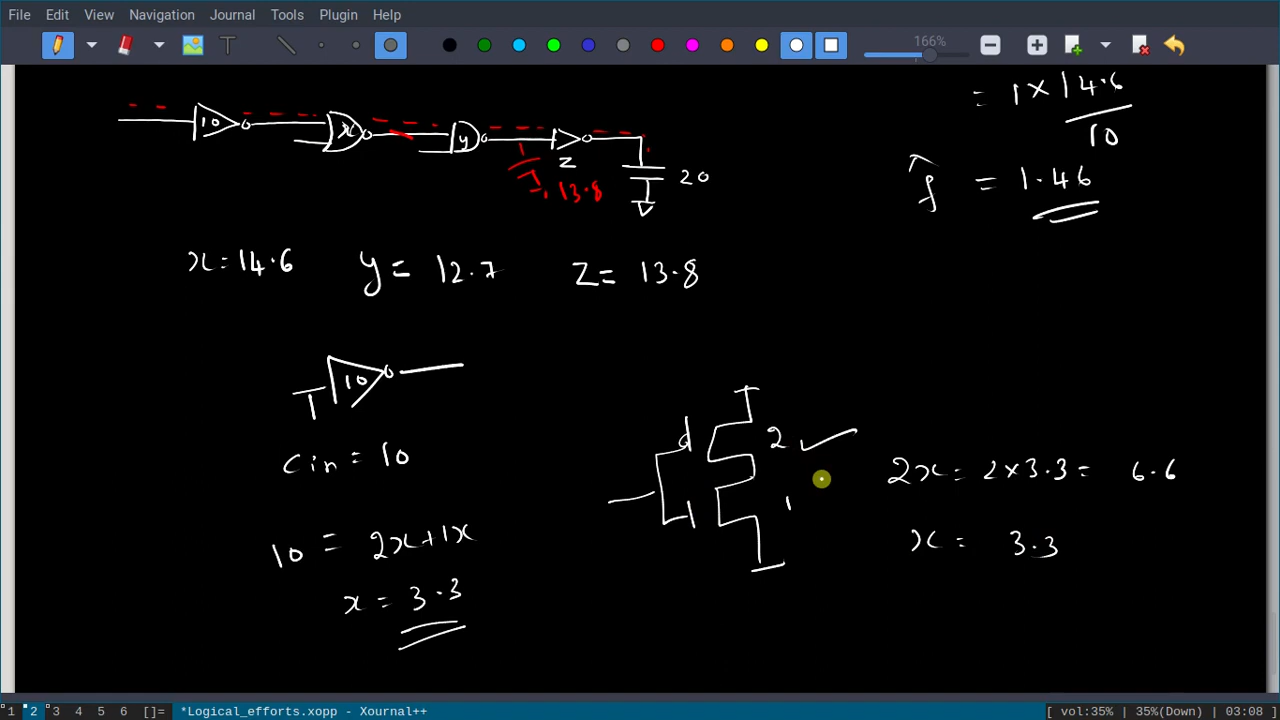 File Edit View Navigation Journal Tools Plugin Help
166%
= 1 x 14.6
10
10 x y z 20
13.8
f = 1.46
x = 14.6 y = 12.7 z = 13.8
10
cin = 10
2
1
2x = 2 x 3.3 = 6.6
10 = 2x+1x
x = 3.3
x = 3.3
1 2 3 4 5 6 []= *Logical_efforts.xopp - Xournal++ [ vol:35% | 35%(Down) | 03:08 ]